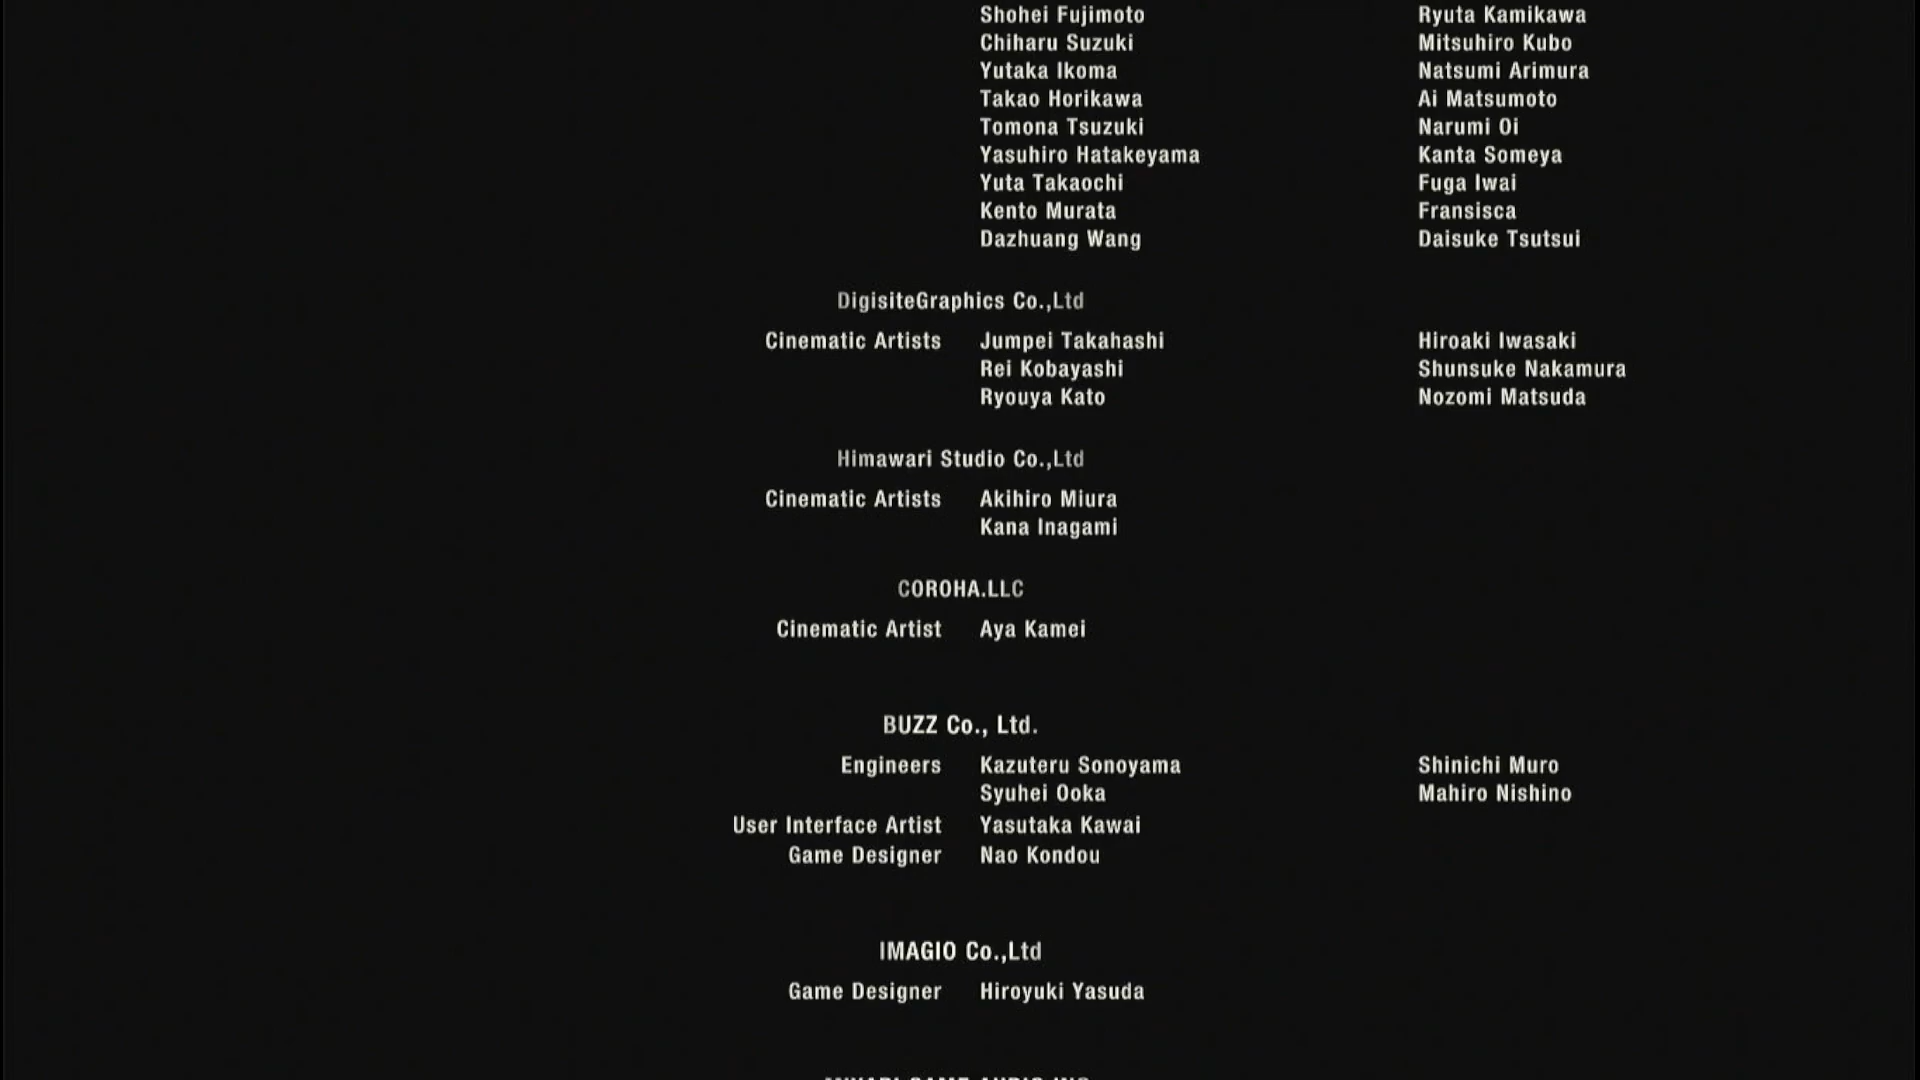 Shohei Fujimoto Ryuta Kamikawa
Chiharu Suzuki Mitsuhiro Kubo
Yutaka Ikoma Natsumi Arimura
Takao Horikawa Ai Matsumoto
Tomona Tsuzuki Narumi Oi
Yasuhiro Hatakeyama Kanta Someya
Yuta Takaochi Fuga Iwai
Kento Murata Fransisca
Dazhuang Wang Daisuke Tsutsui
DigisiteGraphics Co.,Ltd
Cinematic Artists Jumpei Takahashi Hiroaki Iwasaki
Rei Kobayashi Shunsuke Nakamura
Ryouya Kato Nozomi Matsuda
Himawari Studio Co.,Ltd
Cinematic Artists Akihiro Miura
Kana Inagami
COROHA.LLC
Cinematic Artist Aya Kamei
BUZZ Co., Ltd.
Engineers Kazuteru Sonoyama Shinichi Muro
Syuhei Ooka Mahiro Nishino
User Interface Artist Yasutaka Kawai
Game Designer Nao Kondou
IMAGIO Co.,Ltd
Game Designer Hiroyuki Yasuda